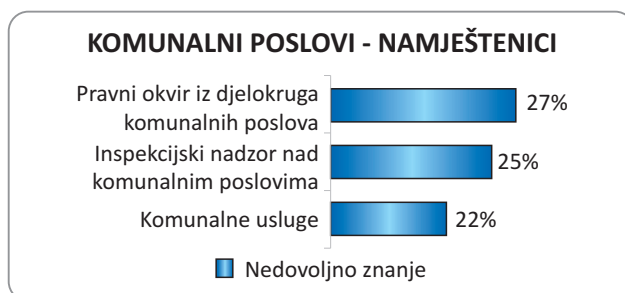 KOMUNALNI POSLOVI - NAMJEŠTENICI
Pravni okvir iz djelokruga
komunalnih poslova
27%
Inspekcijski nadzor nad
komunalnim poslovima
25%
Komunalne usluge
22%
Nedovoljno znanje